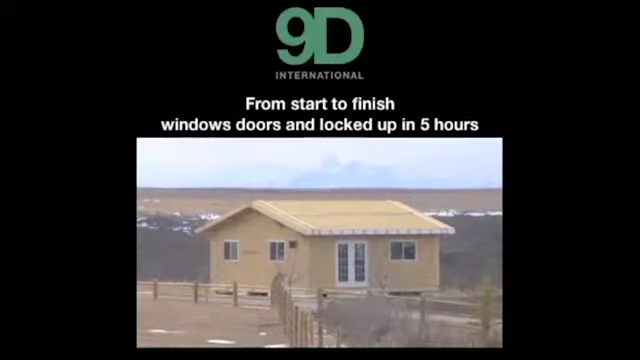 9D
INTERNATIONAL
From start to finish
windows doors and locked up in 5 hours